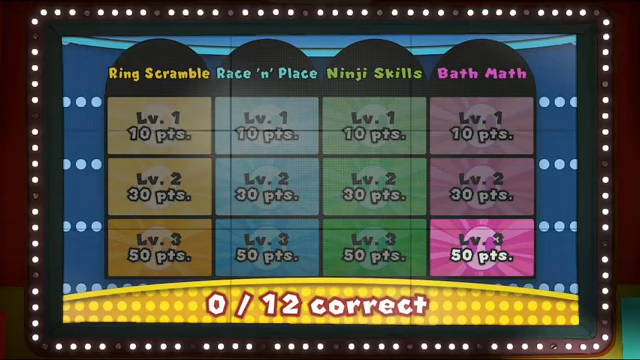 Ring Scramble Race 'n' Place Ninji Skills Bath Math
Lv. 1 Lv. 1 Lv. 1 Lv. 1
10 pts. 10 pts. 10 pts. 10 pts.
Lv. 2 Lv. 2 Lv. 2 Lv. 2
30 pts. 30 pts. 30 pts. 30 pts.
Lv. 3 Lv. 3 Lv. 3 Lv. 3
50 pts. 50 pts. 50 pts. 50 pts.
0 / 12 correct